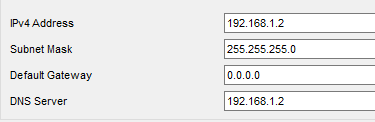 IPv4 Address 192.168.1.2
Subnet Mask 255.255.255.0
Default Gateway 0.0.0.0
DNS Server 192.168.1.2